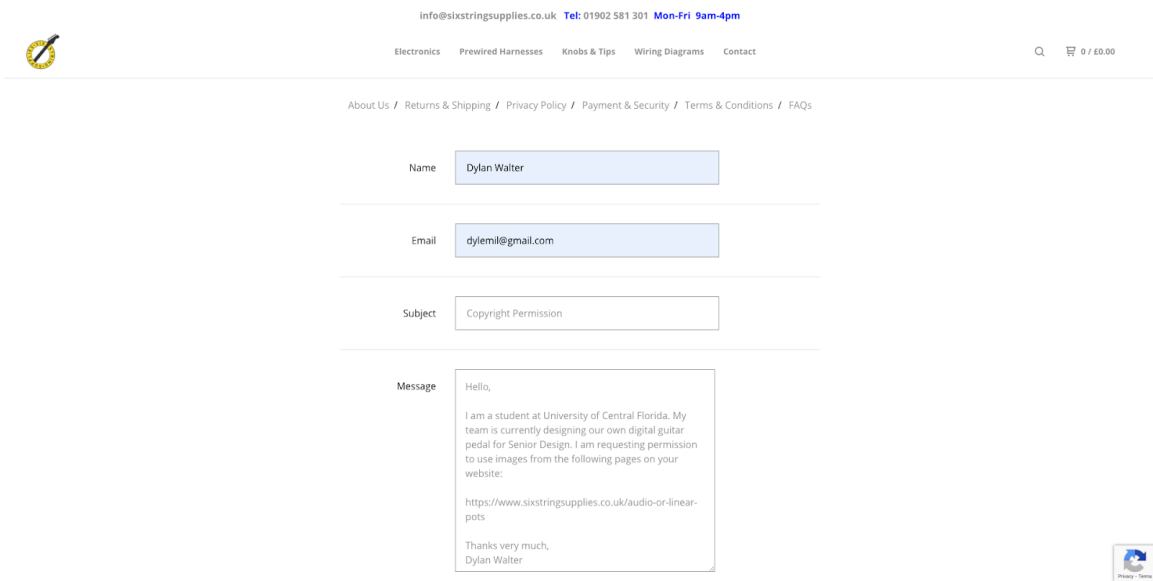 info@sixstringsupplies.co.uk Tel: 01902 581 301 Mon-Fri 9am-4pm
Electronics Prewired Harnesses Knobs & Tips Wiring Diagrams Contact
0 / £0.00
About Us / Returns & Shipping / Privacy Policy / Payment & Security / Terms & Conditions / FAQs
Name Dylan Walter
Email dylemil@gmail.com
Subject Copyright Permission
Message Hello,
I am a student at University of Central Florida. My
team is currently designing our own digital guitar
pedal for Senior Design. I am requesting permission
to use images from the following pages on your
website:
https://www.sixstringsupplies.co.uk/audio-or-linear-
pots
Thanks very much,
Dylan Walter
Privacy - Terms